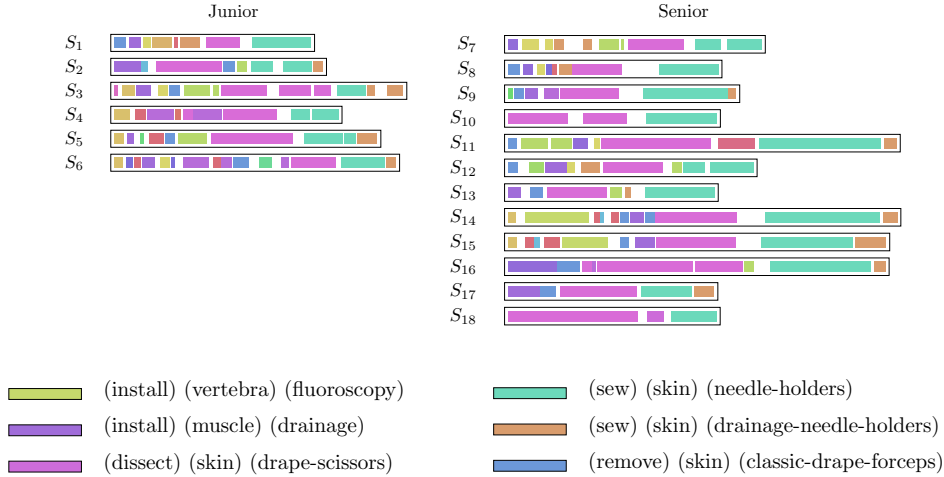 Junior
S1
S2
S3
S4
S5
S6
Senior
S7
S8
S9
S10
S11
S12
S13
S14
S15
S16
S17
S18
(install) (vertebra) (fluoroscopy)
(install) (muscle) (drainage)
(dissect) (skin) (drape-scissors)
(sew) (skin) (needle-holders)
(sew) (skin) (drainage-needle-holders)
(remove) (skin) (classic-drape-forceps)